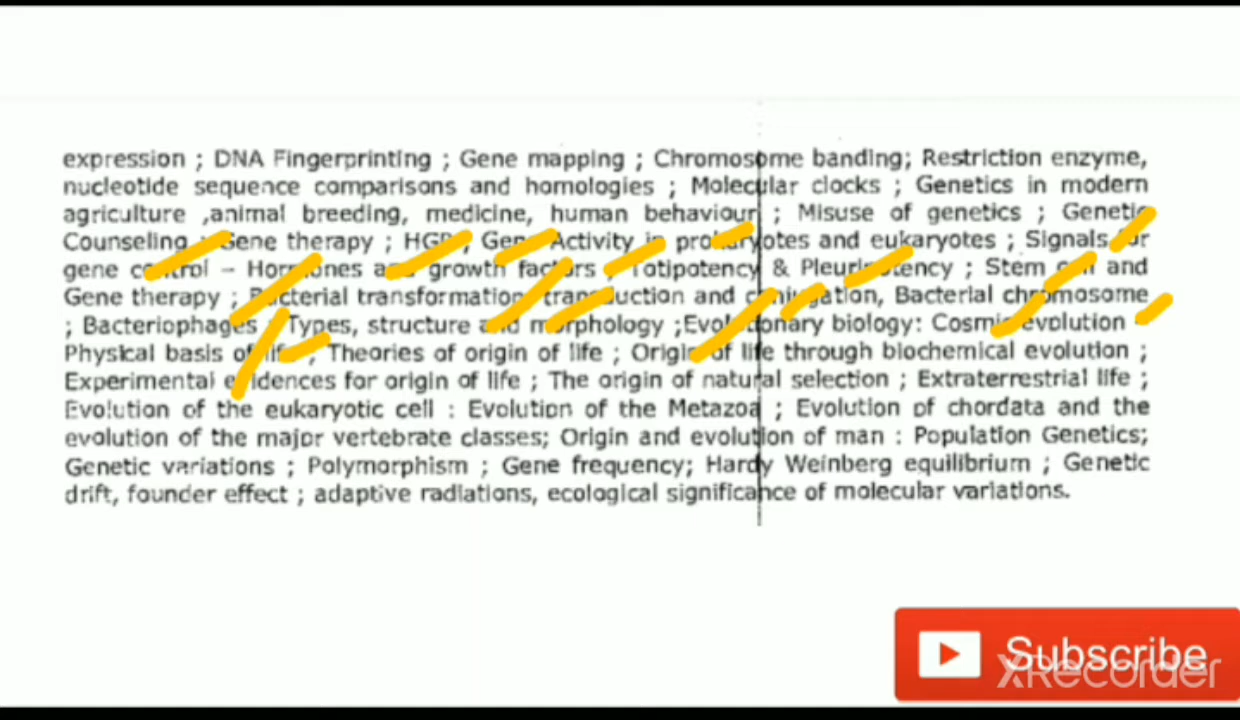 expression ; DNA Fingerprinting ; Gene mapping ; Chromosome banding; Restriction enzyme,
nucleotide sequence comparisons and homologies ; Molecular clocks ; Genetics in modern
agriculture ,animal breeding, medicine, human behaviour ; Misuse of genetics ; Genetic
Counseling ; Gene therapy ; HGP ; Gene Activity in prokaryotes and eukaryotes ; Signals for
gene control – Hormones and growth factors ; Totipotency & Pleuripotency ; Stem cell and
Gene therapy ; Bacterial transformation, transduction and conjugation, Bacterial chromosome
; Bacteriophages : Types, structure and morphology ;Evolutionary biology: Cosmic evolution
Physical basis of life ; Theories of origin of life ; Origin of life through biochemical evolution ;
Experimental evidences for origin of life ; The origin of natural selection ; Extraterrestrial life ;
Evolution of the eukaryotic cell : Evolution of the Metazoa ; Evolution of chordata and the
evolution of the major vertebrate classes; Origin and evolution of man : Population Genetics;
Genetic variations ; Polymorphism ; Gene frequency; Hardy Weinberg equilibrium ; Genetic
drift, founder effect ; adaptive radiations, ecological significance of molecular variations.
Subscribe
XRecorder